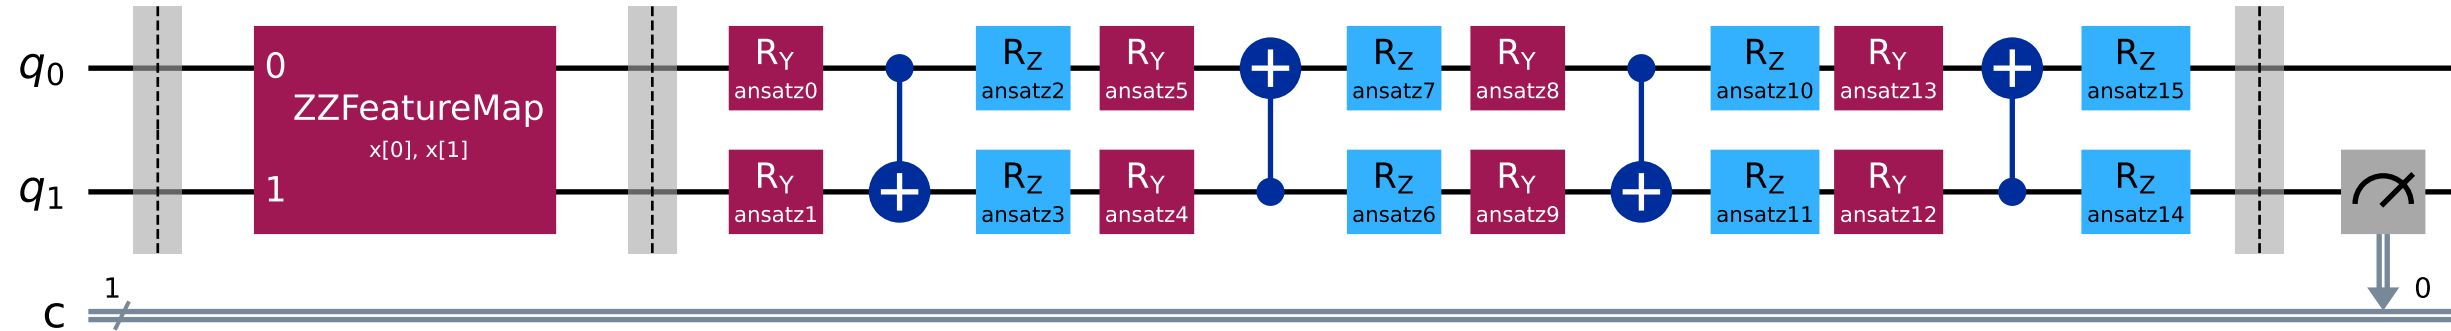 q0
0
ZZFeatureMap
x[0], x[1]
1
RY ansatz0
RZ ansatz2
RY ansatz5
RZ ansatz7
RY ansatz8
RZ ansatz10
RY ansatz13
RZ ansatz15
q1
RY ansatz1
RZ ansatz3
RY ansatz4
RZ ansatz6
RY ansatz9
RZ ansatz11
RY ansatz12
RZ ansatz14
c
1
0